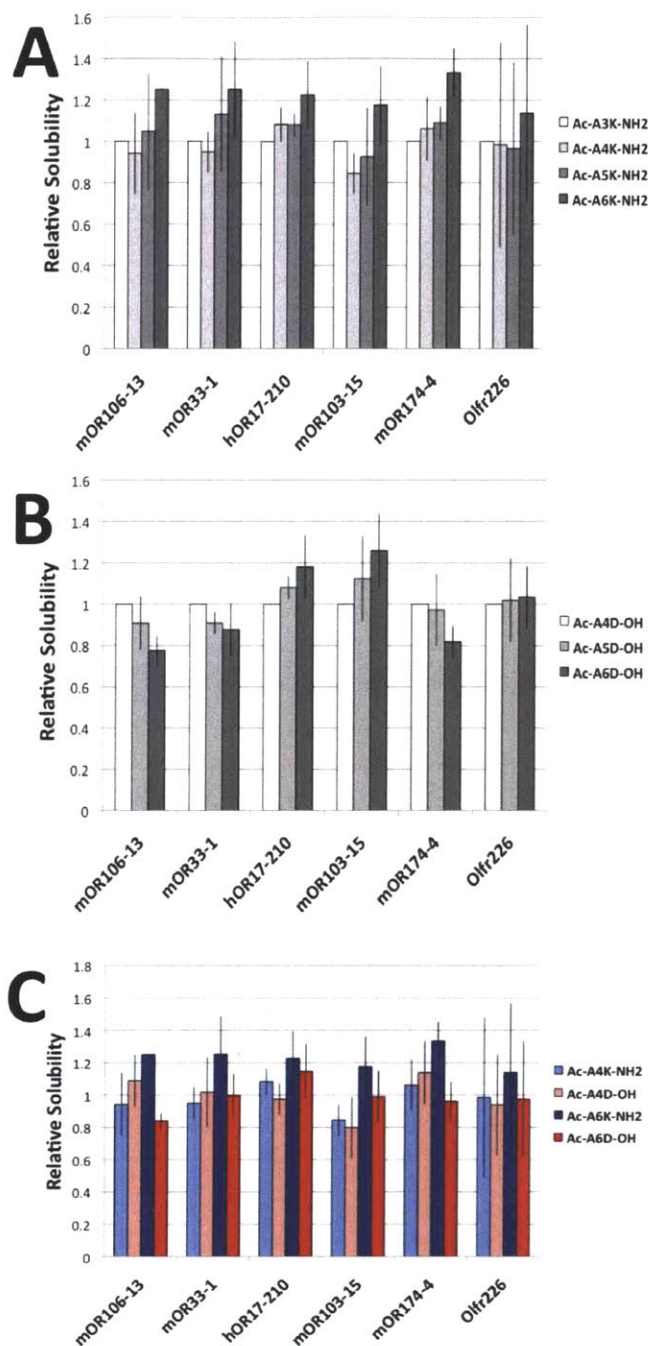 A
Relative Solubility
1.6
1.4
1.2
1
0.8
0.6
0.4
0.2
0
mOR106-13
mOR33-1
hOR17-210
mOR103-15
mOR174-4
Olfr226
Ac-A3K-NH2
Ac-A4K-NH2
Ac-A5K-NH2
Ac-A6K-NH2
B
Relative Solubility
1.6
1.4
1.2
1
0.8
0.6
0.4
0.2
0
mOR106-13
mOR33-1
hOR17-210
mOR103-15
mOR174-4
Olfr226
Ac-A4D-OH
Ac-A5D-OH
Ac-A6D-OH
C
Relative Solubility
1.8
1.6
1.4
1.2
1
0.8
0.6
0.4
0.2
0
mOR106-13
mOR33-1
hOR17-210
mOR103-15
mOR174-4
Olfr226
Ac-A4K-NH2
Ac-A4D-OH
Ac-A6K-NH2
Ac-A6D-OH